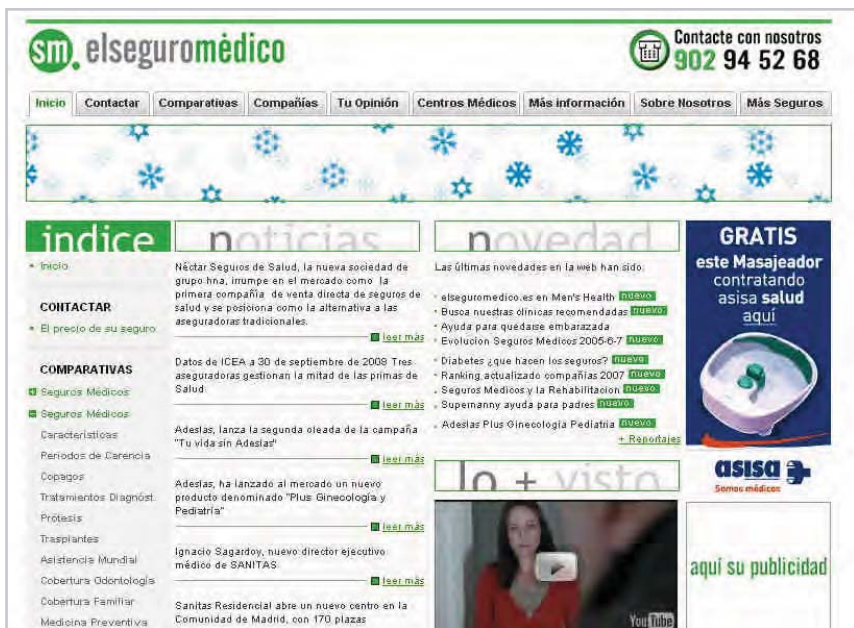 sm. elseguromèdico
Contacte con nosotros
902 94 52 68
Inicio Contactar Comparativas Compañías Tu Opinión Centros Médicos Más información Sobre Nosotros Más Seguros
índice
• Inicio
CONTACTAR
• El precio de su seguro
COMPARATIVAS
Seguros Médicos
Seguros Médicos
Características
Periodos de Carencia
Copagos
Tratamientos Diagnóst.
Prótesis
Trasplantes
Asistencia Mundial
Cobertura Odontología
Cobertura Familiar
Medicina Preventiva
noticias
Néctar Seguros de Salud, la nueva sociedad de
grupo hna, irrumpe en el mercado como la
primera compañía de venta directa de seguros de
salud y se posiciona como la alternativa a las
aseguradoras tradicionales.
leer más
Datos de ICEA a 30 de septiembre de 2008 Tres
aseguradoras gestionan la mitad de las primas de
Salud
leer más
Adeslas, lanza la segunda oleada de la campaña
"Tu vida sin Adeslas"
leer más
Adeslas, ha lanzado al mercado un nuevo
producto denominado "Plus Ginecología y
Pediatría"
leer más
Ignacio Sagardoy, nuevo director ejecutivo
médico de SANITAS
leer más
Sanitas Residencial abre un nuevo centro en la
Comunidad de Madrid, con 170 plazas
novedad
Las últimas novedades en la web han sido:
• elseguromedico.es en Men's Health nuevo
• Busca nuestras clínicas recomendadas nuevo
• Ayuda para quedarse embarazada
• Evolucion Seguros Medicos 2005-6-7 nuevo
• Diabetes ¿que hacen los seguros? nuevo
• Ranking actualizado compañías 2007 nuevo
• Seguros Medicos y la Rehabilitacion nuevo
• Supernanny ayuda para padres nuevo
• Adeslas Plus Ginecología Pediatria nuevo
+ Reportajes
lo + visto
You Tube
GRATIS
este Masajeador
contratando
asisa salud
aquí
asisa
Somos médicos
aquí su publicidad